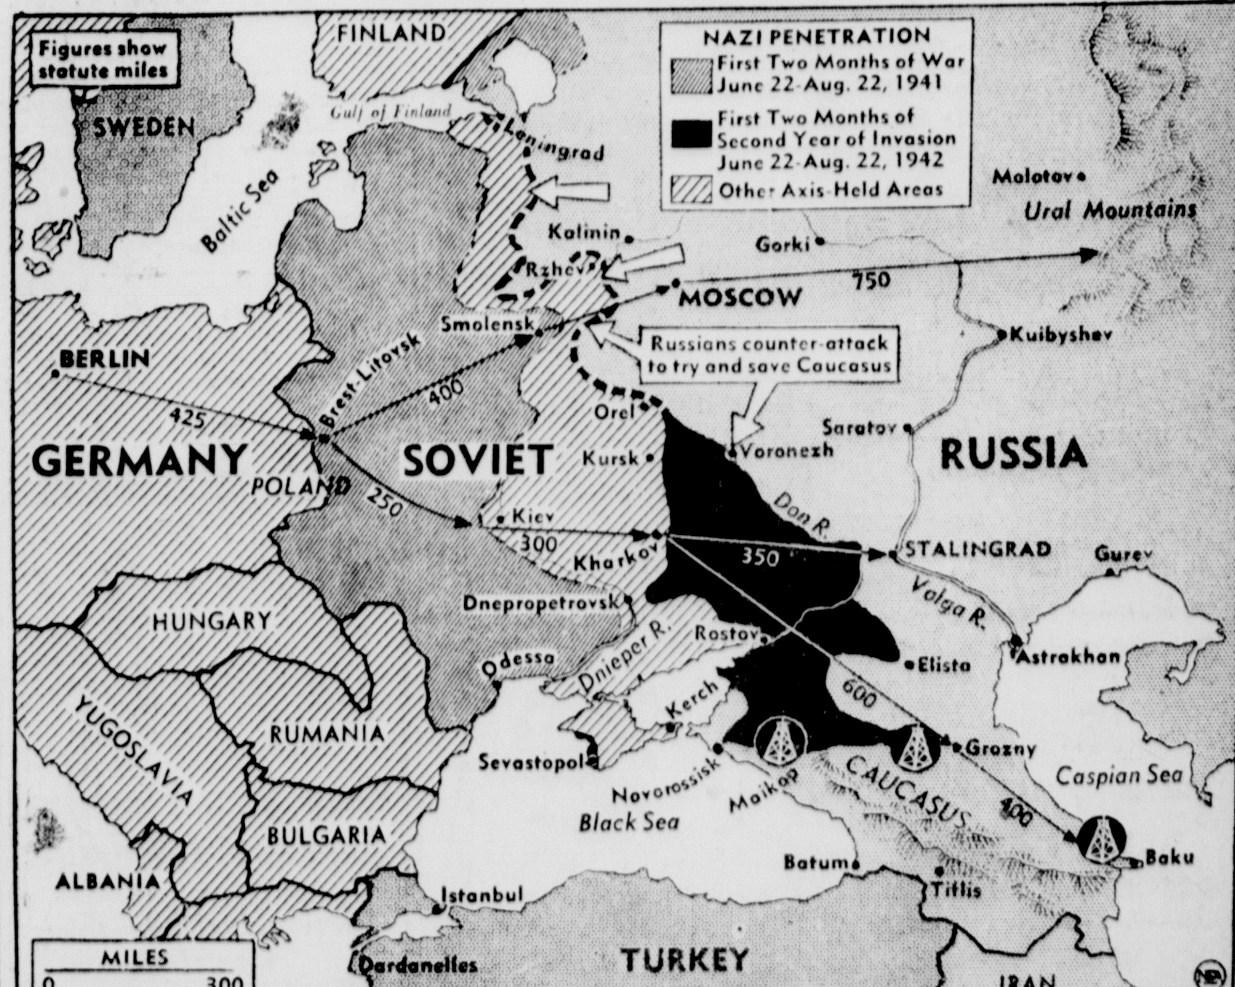 Figures show
statute miles
FINLAND
NAZI PENETRATION
First Two Months of War
June 22-Aug. 22, 1941
First Two Months of
Second Year of Invasion
June 22-Aug. 22, 1942
Other Axis-Held Areas
SWEDEN
Gulf of Finland
Leningrad
Baltic Sea
Molotov
Ural Mountains
Kalinin
Gorki
Rzhev
750
MOSCOW
Smolensk
Kuibyshev
Russians counter-attack
to try and save Caucasus
BERLIN
Brest-Litovsk
400
425
Orel
Saratov
Voronezh
GERMANY
SOVIET
RUSSIA
Kursk
POLAND
250
Don R.
Kiev
300
Kharkov
350
STALINGRAD
Gurev
Volga R.
Dnepropetrovsk
HUNGARY
Dnieper R.
Rostov
Astrakhan
Elista
Odessa
600
Kerch
YUGOSLAVIA
RUMANIA
Sevastopol
Novorossisk
Maikop
Grozny
CAUCASUS
Caspian Sea
400
Black Sea
BULGARIA
Batum
Baku
ALBANIA
Tiflis
Istanbul
MILES
0 300
Dardanelles
TURKEY
IRAN
NEA